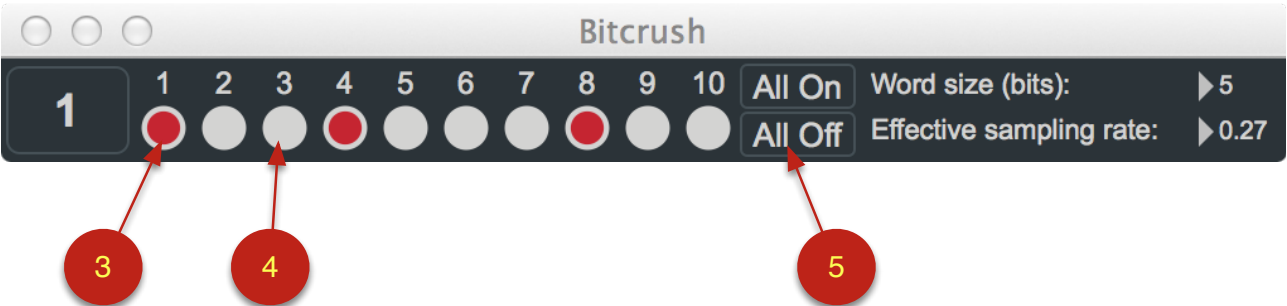 Bitcrush
1
1 2 3 4 5 6 7 8 9 10
All On
All Off
Word size (bits): 5
Effective sampling rate: 0.27
3 4 5